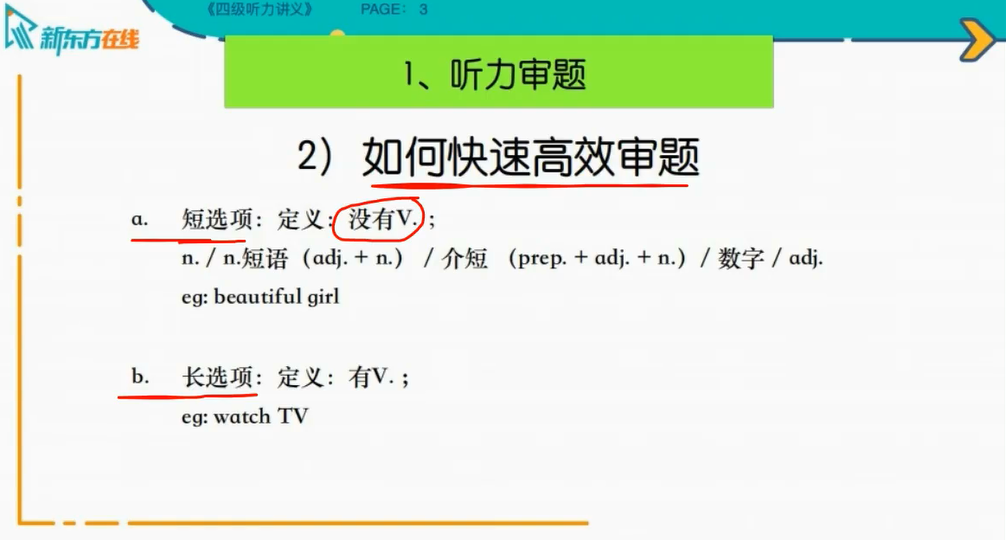 《四级听力讲义》 PAGE: 3
新东方在线
1、听力审题
2）如何快速高效审题
a. 短选项：定义：没有V.；
n. / n.短语（adj. + n.） / 介短 （prep. + adj. + n.）/ 数字 / adj.
eg: beautiful girl
b. 长选项：定义：有V.；
eg: watch TV